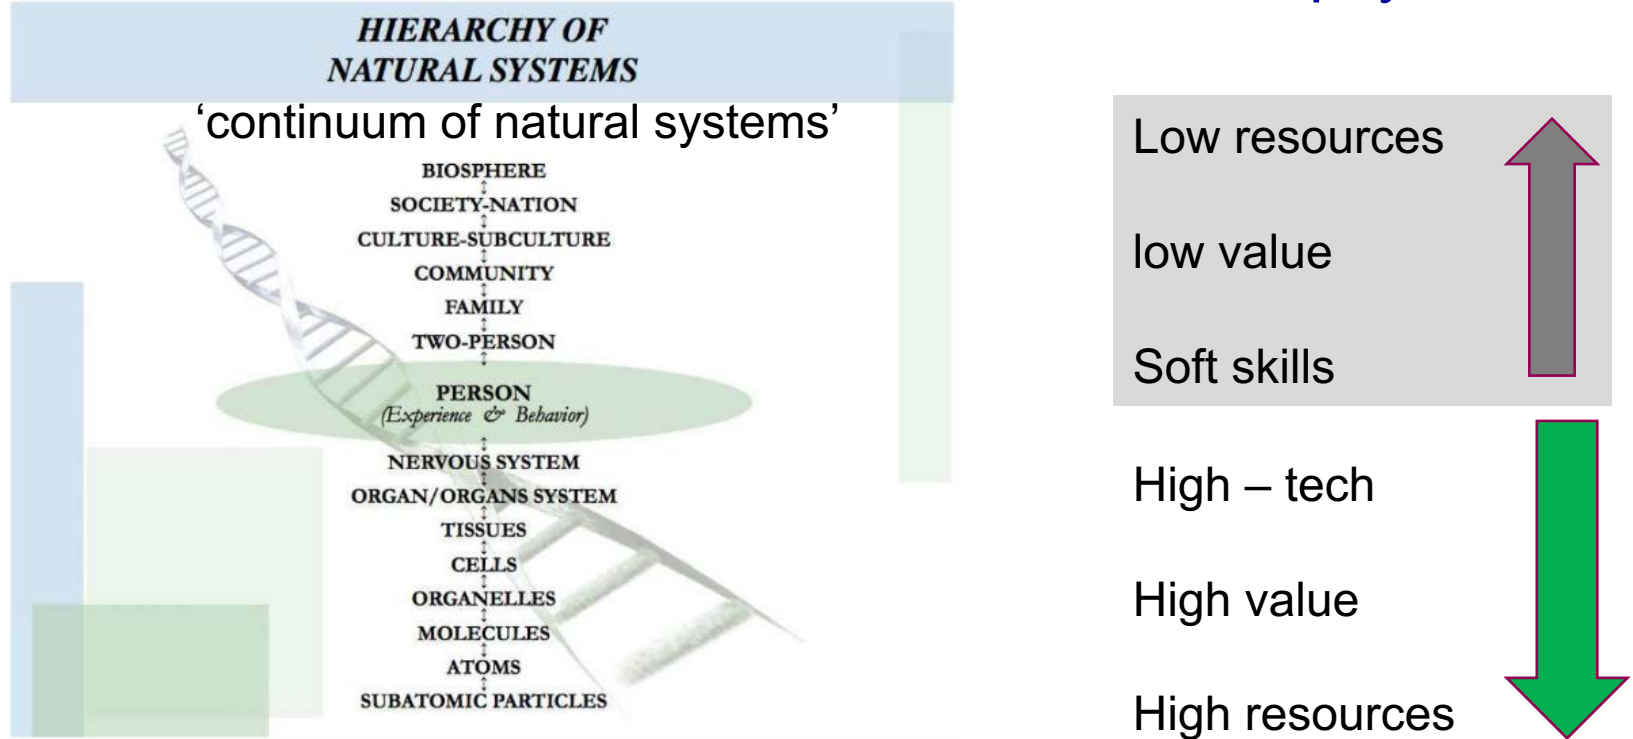 HIERARCHY OF
NATURAL SYSTEMS
‘continuum of natural systems’
BIOSPHERE
SOCIETY-NATION
CULTURE-SUBCULTURE
COMMUNITY
FAMILY
TWO-PERSON
PERSON
(Experience & Behavior)
NERVOUS SYSTEM
ORGAN/ORGANS SYSTEM
TISSUES
CELLS
ORGANELLES
MOLECULES
ATOMS
SUBATOMIC PARTICLES
Low resources
low value
Soft skills
High – tech
High value
High resources